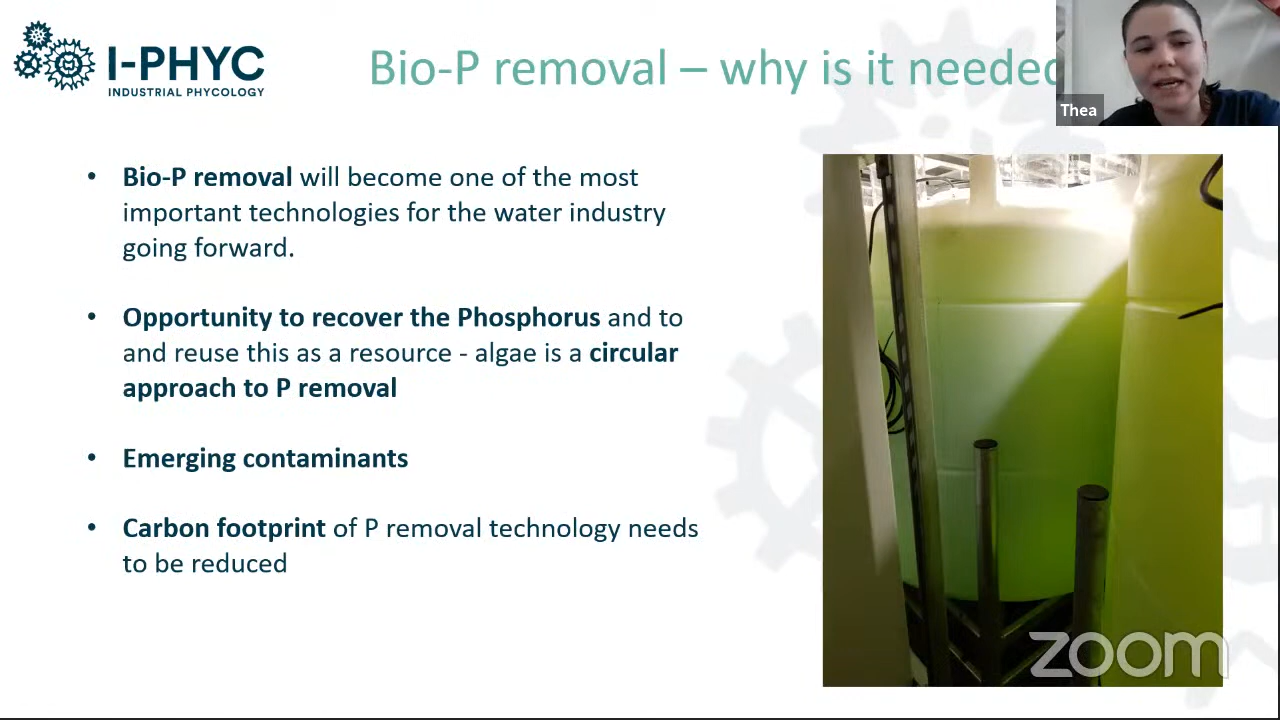 I-PHYC
INDUSTRIAL PHYCOLOGY
Bio-P removal – why is it needed
Thea
• Bio-P removal will become one of the most
important technologies for the water industry
going forward.
• Opportunity to recover the Phosphorus and to
and reuse this as a resource - algae is a circular
approach to P removal
• Emerging contaminants
• Carbon footprint of P removal technology needs
to be reduced
zoom